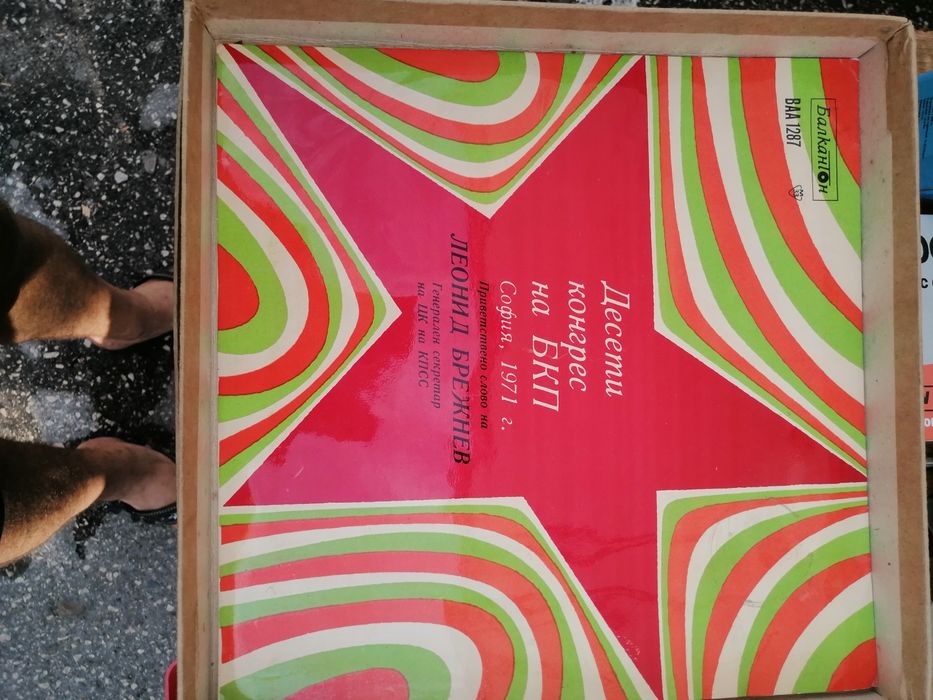 Балкантон
ВАА 1287
Десети
конгрес
на БКП
София, 1971 г.
Приветствено слово на
ЛЕОНИД БРЕЖНЕВ
Генерален секретар
на ЦК на КПСС